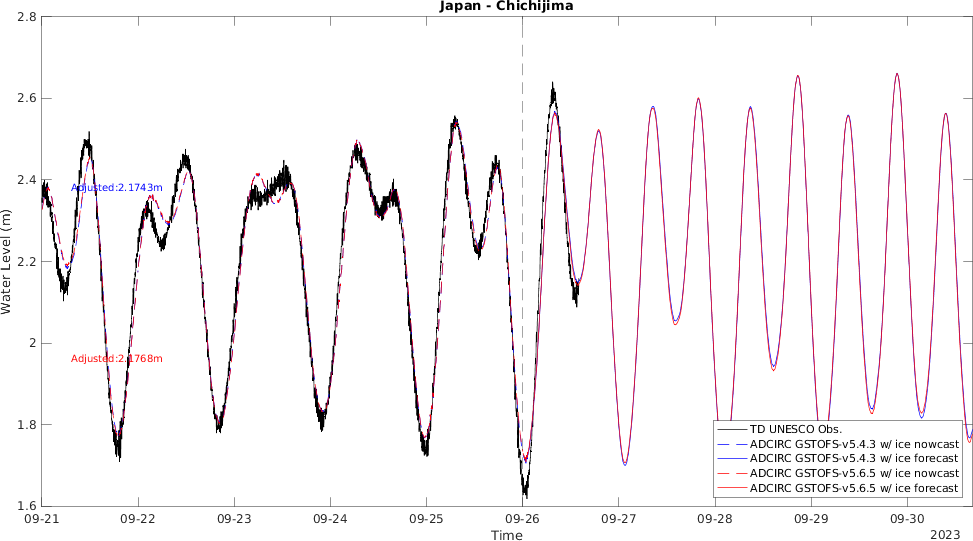 Japan - Chichijima
2.8
2.6
2.4
2.2
2
1.8
1.6
Water Level (m)
Adjusted:2.1743m
Adjusted:2.1768m
TD UNESCO Obs.
ADCIRC GSTOFS-v5.4.3 w/ ice nowcast
ADCIRC GSTOFS-v5.4.3 w/ ice forecast
ADCIRC GSTOFS-v5.6.5 w/ ice nowcast
ADCIRC GSTOFS-v5.6.5 w/ ice forecast
09-21 09-22 09-23 09-24 09-25 09-26 09-27 09-28 09-29 09-30
Time
2023